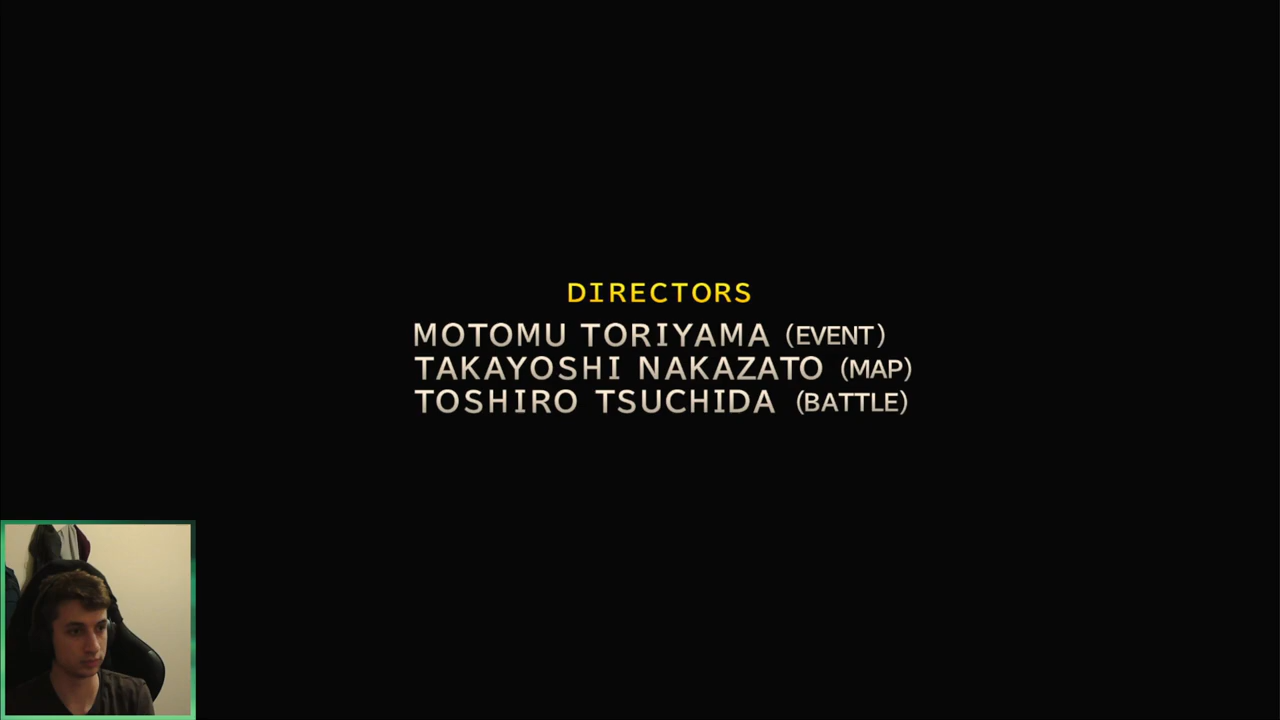 DIRECTORS
MOTOMU TORIYAMA (EVENT)
TAKAYOSHI NAKAZATO (MAP)
TOSHIRO TSUCHIDA (BATTLE)